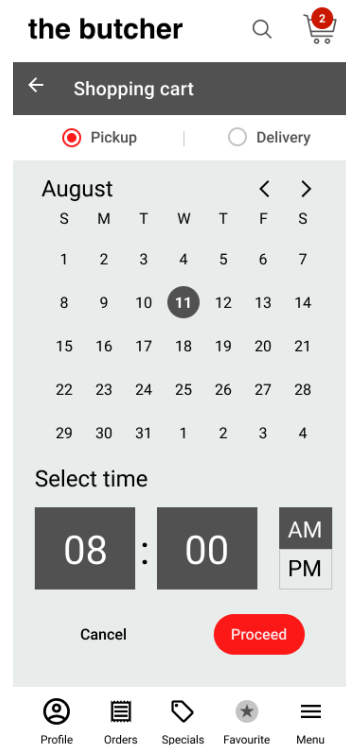 the butcher
2
Shopping cart
Pickup Delivery
August
S M T W T F S
1 2 3 4 5 6 7
8 9 10 11 12 13 14
15 16 17 18 19 20 21
22 23 24 25 26 27 28
29 30 31 1 2 3 4
Select time
08 : 00 AM
PM
Cancel Proceed
Profile Orders Specials Favourite Menu